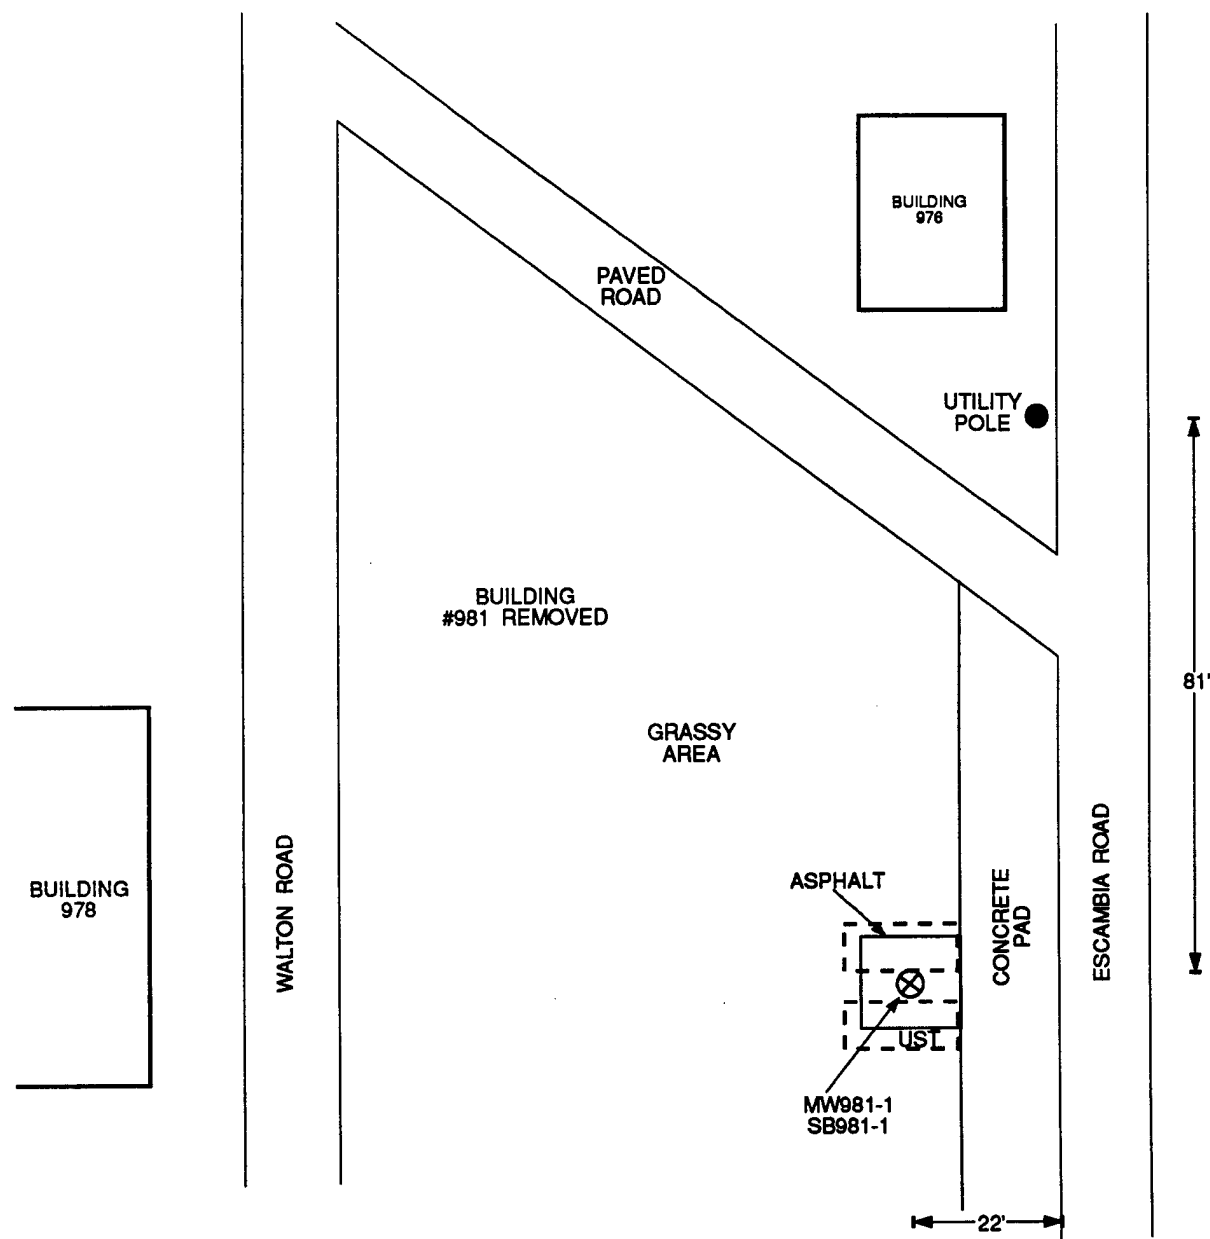 BUILDING
976
PAVED
ROAD
UTILITY
POLE
BUILDING
#981 REMOVED
81'
GRASSY
AREA
BUILDING
978
WALTON ROAD
ASPHALT
CONCRETE
PAD
ESCAMBIA ROAD
UST
MW981-1
SB981-1
22'